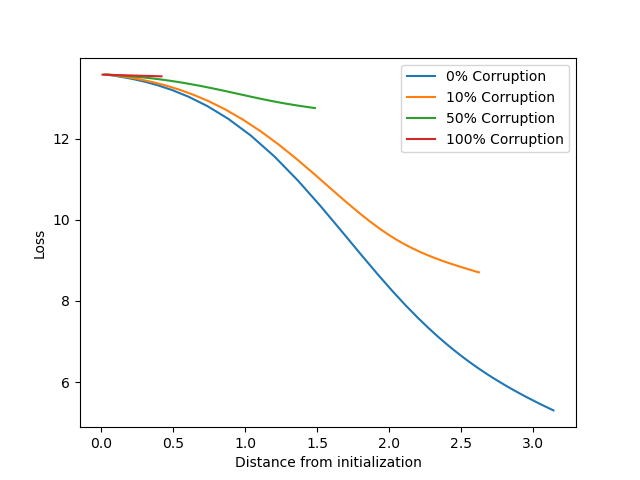 0% Corruption
10% Corruption
50% Corruption
100% Corruption
12
10
8
6
Loss
0.0 0.5 1.0 1.5 2.0 2.5 3.0
Distance from initialization